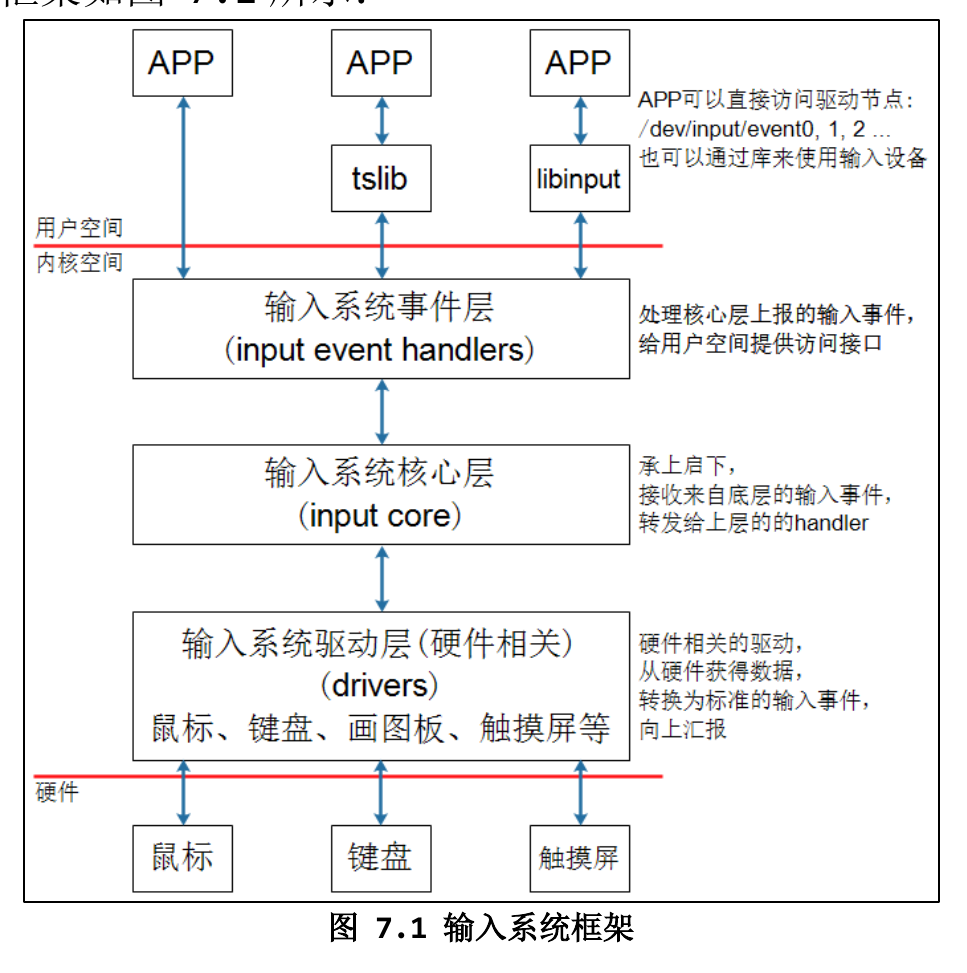 框架如图 7.1 所示：
APP
APP
APP
APP可以直接访问驱动节点：
/dev/input/event0, 1, 2 ...
也可以通过库来使用输入设备
tslib
libinput
用户空间
内核空间
输入系统事件层
(input event handlers)
处理核心层上报的输入事件，
给用户空间提供访问接口
输入系统核心层
(input core)
承上启下，
接收来自底层的输入事件，
转发给上层的的handler
输入系统驱动层(硬件相关)
(drivers)
鼠标、键盘、画图板、触摸屏等
硬件相关的驱动，
从硬件获得数据，
转换为标准的输入事件，
向上汇报
硬件
鼠标
键盘
触摸屏
图 7.1 输入系统框架